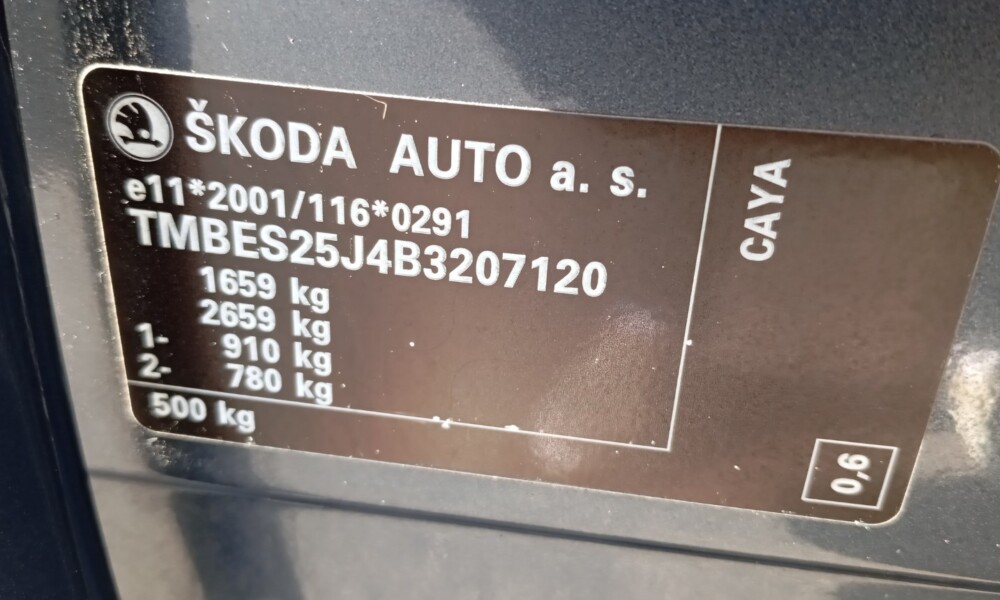 ŠKODA AUTO a. s.
e11*2001/116*0291
TMBES25J4B3207120
1659 kg
2659 kg
1- 910 kg
2- 780 kg
500 kg
CAYA
0,6